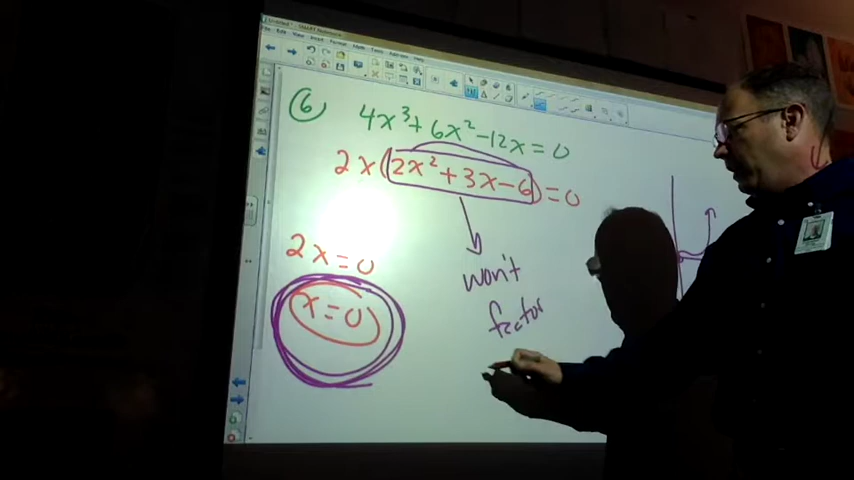 ⑥ 4x³+6x²-12x=0
2x(2x²+3x-6)=0
2x=0
x=0
won't
factor